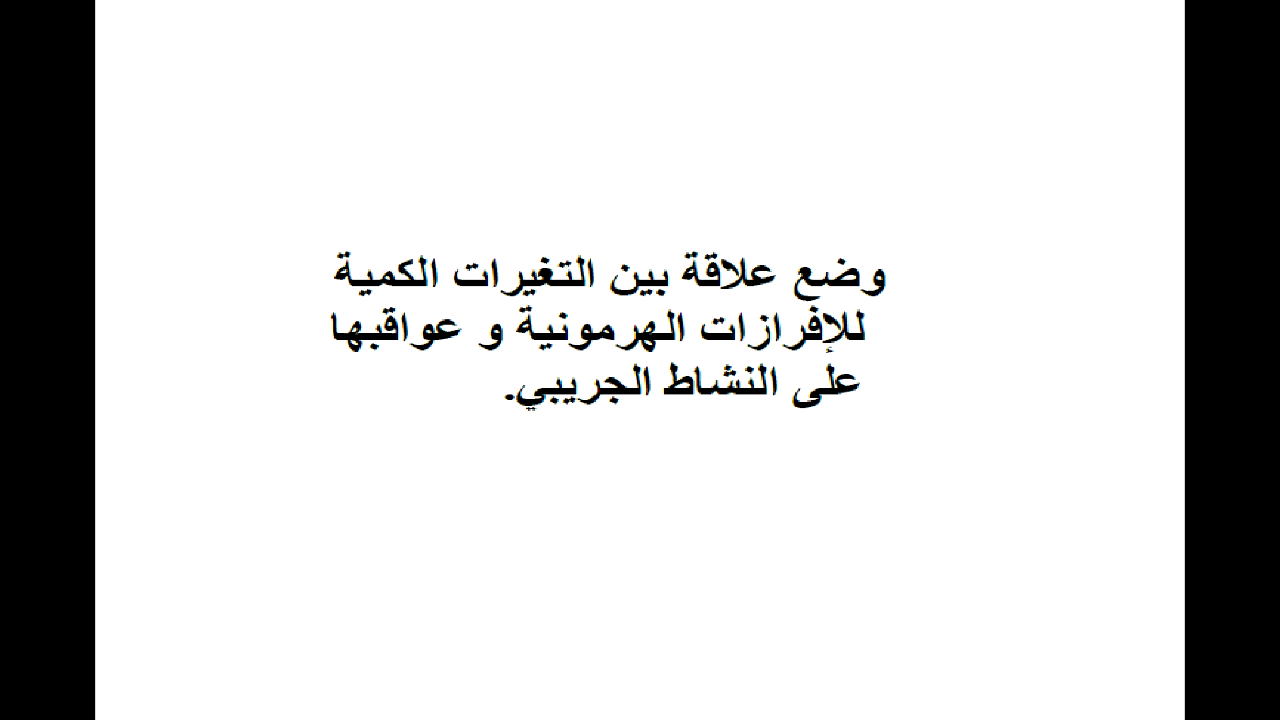 وضع علاقة بين التغيرات الكمية
للإفرازات الهرمونية و عواقبها
على النشاط الجريبي.